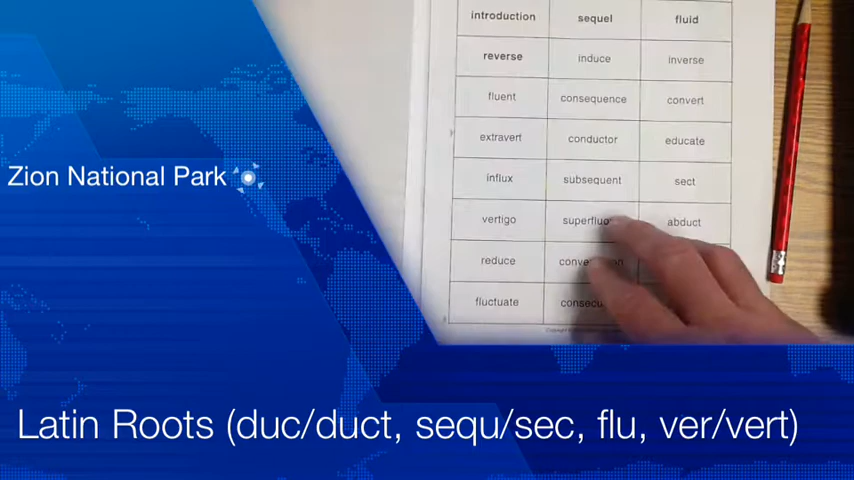 introduction sequel fluid
reverse induce inverse
fluent consequence convert
extravert conductor educate
influx subsequent sect
vertigo abduct
reduce
fluctuate
Zion National Park
Latin Roots (duc/duct, sequ/sec, flu, ver/vert)